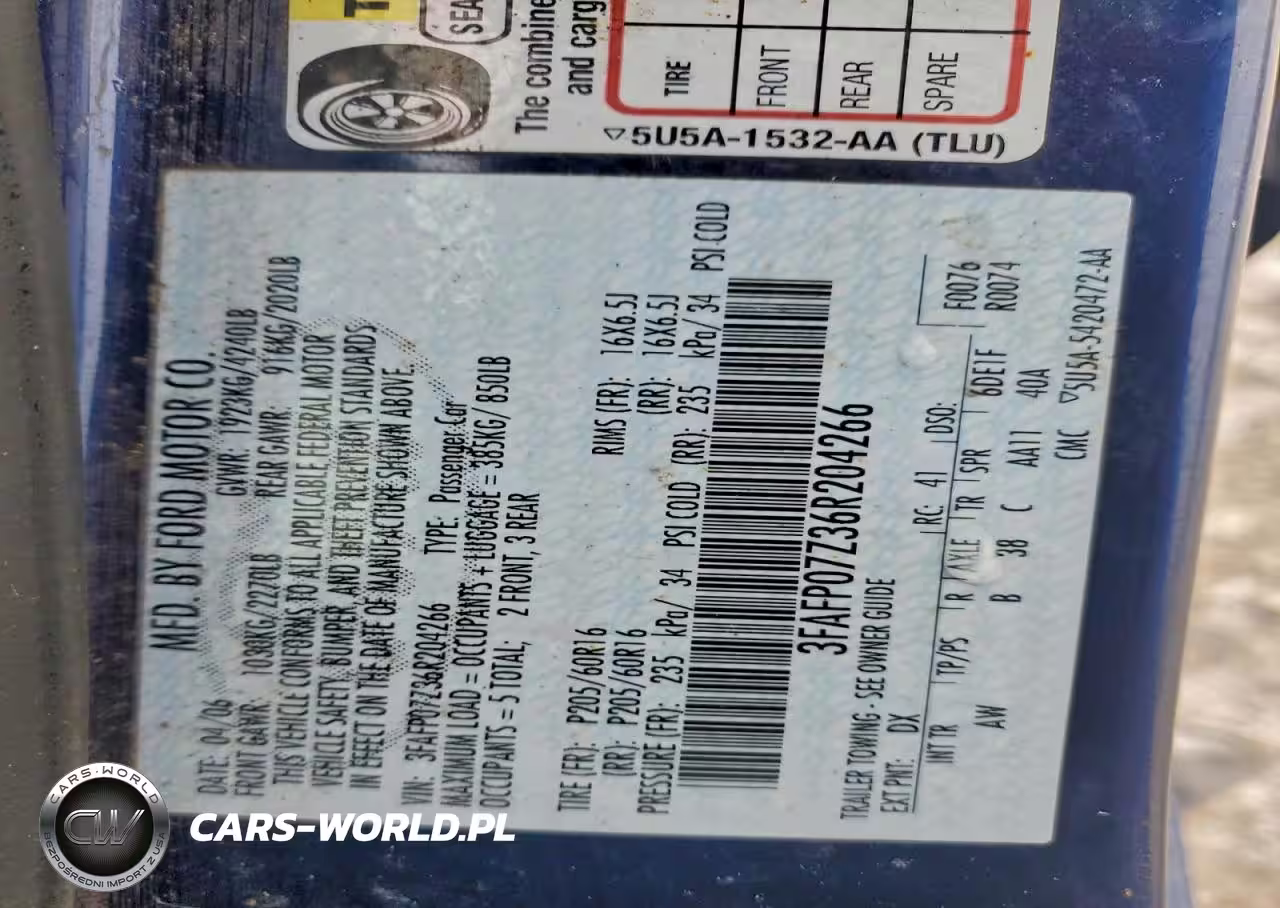 SEA
The combine
and carg
TIRE
FRONT
REAR
SPARE
5U5A-1532-AA (TLU)
MFD. BY FORD MOTOR CO.
DATE: 04/06 GVWR: 1923KG/4240LB
FRONT GAWR: 1038KG/2270LB REAR GAWR: 916KG/2020LB
THIS VEHICLE CONFORMS TO ALL APPLICABLE FEDERAL MOTOR
VEHICLE SAFETY, BUMPER, AND THEFT PREVENTION STANDARDS
IN EFFECT ON THE DATE OF MANUFACTURE SHOWN ABOVE.
VIN: 3FAFP07Z36R204266 TYPE: Passenger Car
MAXIMUM LOAD = OCCUPANTS + LUGGAGE = 385KG/ 850LB
OCCUPANTS = 5 TOTAL; 2 FRONT, 3 REAR
TIRE (FR): P205/60R16 RIMS (FR): 16X6.5J
(RR): P205/60R16 (RR): 16X6.5J
PRESSURE (FR): 235 kPa/ 34 PSI COLD (RR): 235 kPa/ 34 PSI COLD
3FAFP07Z36R204266
TRAILER TOWING - SEE OWNER GUIDE
EXT PNT: DX RC: 41 DSO:
INT TR TP/PS R AXLE TR SPR 6DE1F F0076
AW B 38 C AA11 40A R0074
CMC 5U5A-5420472-AA
CARS-WORLD
CW
BEZPOŚREDNI IMPORT Z USA
CARS-WORLD.PL